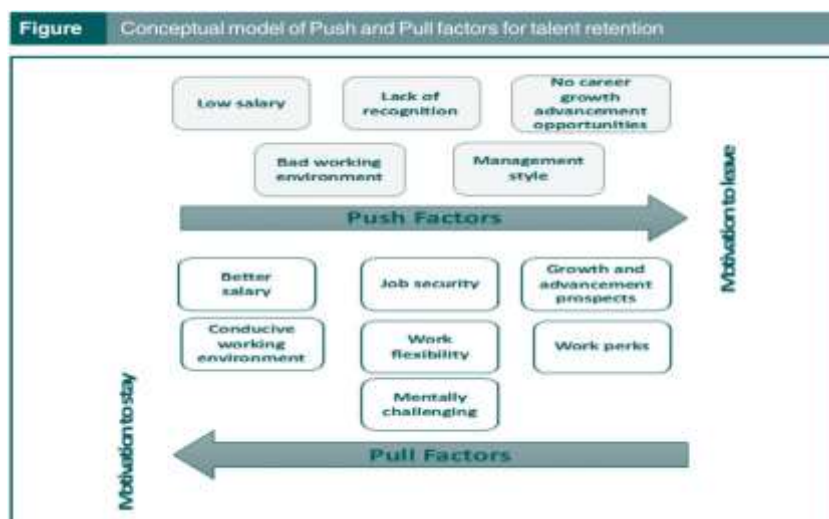 Figure Conceptual model of Push and Pull factors for talent retention
Low salary
Lack of
recognition
No career
growth
advancement
opportunities
Bad working
environment
Management
style
Push Factors
Motivation to leave
Better
salary
Job security
Growth and
advancement
prospects
Conducive
working
environment
Work
flexibility
Work perks
Mentally
challenging
Motivation to stay
Pull Factors